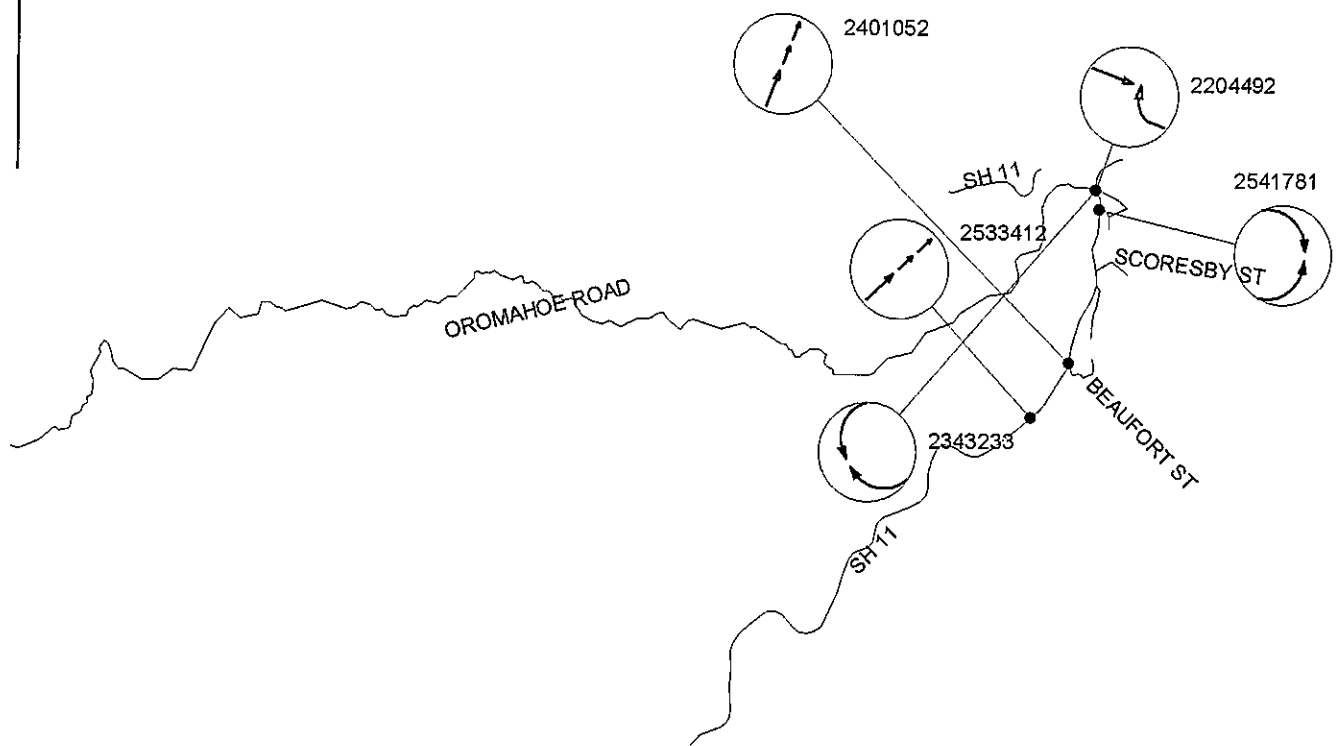 2401052
2204492
SH 11
2541781
2533412
SCORESBY ST
OROMAHOE ROAD
BEAUFORT ST
2343233
SH 11